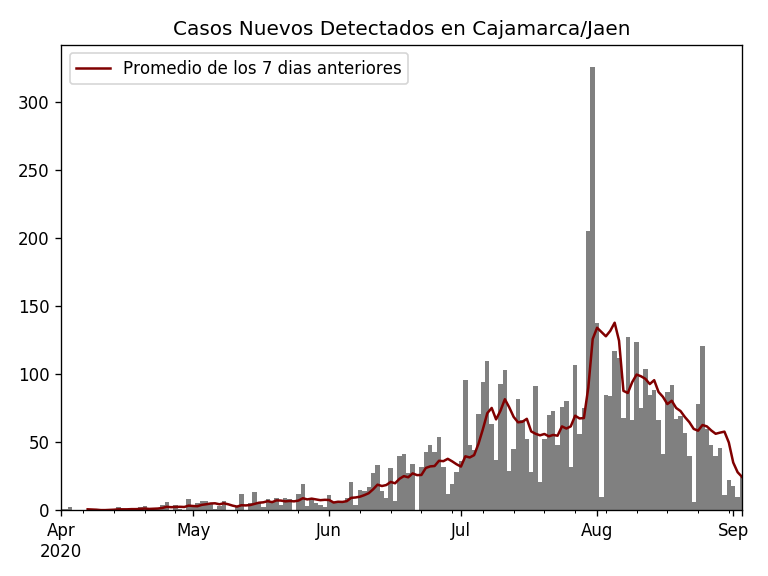 Casos Nuevos Detectados en Cajamarca/Jaen
Promedio de los 7 dias anteriores
300
250
200
150
100
50
0
Apr May Jun Jul Aug Sep
2020